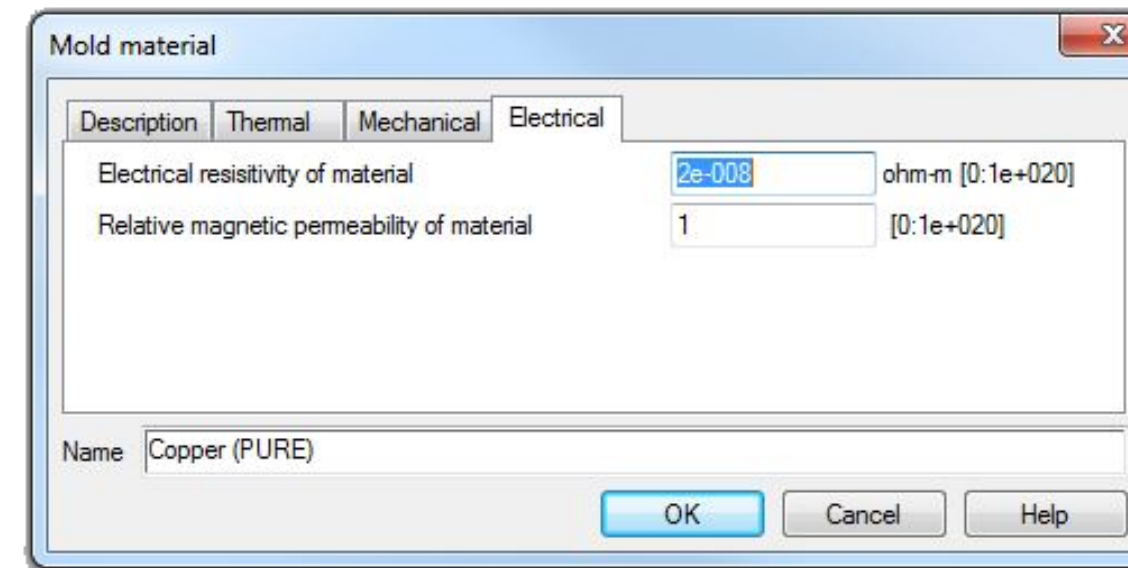 Mold material
Description Thermal Mechanical Electrical
Electrical resisitivity of material 2e-008 ohm-m [0:1e+020]
Relative magnetic permeability of material 1 [0:1e+020]
Name Copper (PURE)
OK Cancel Help